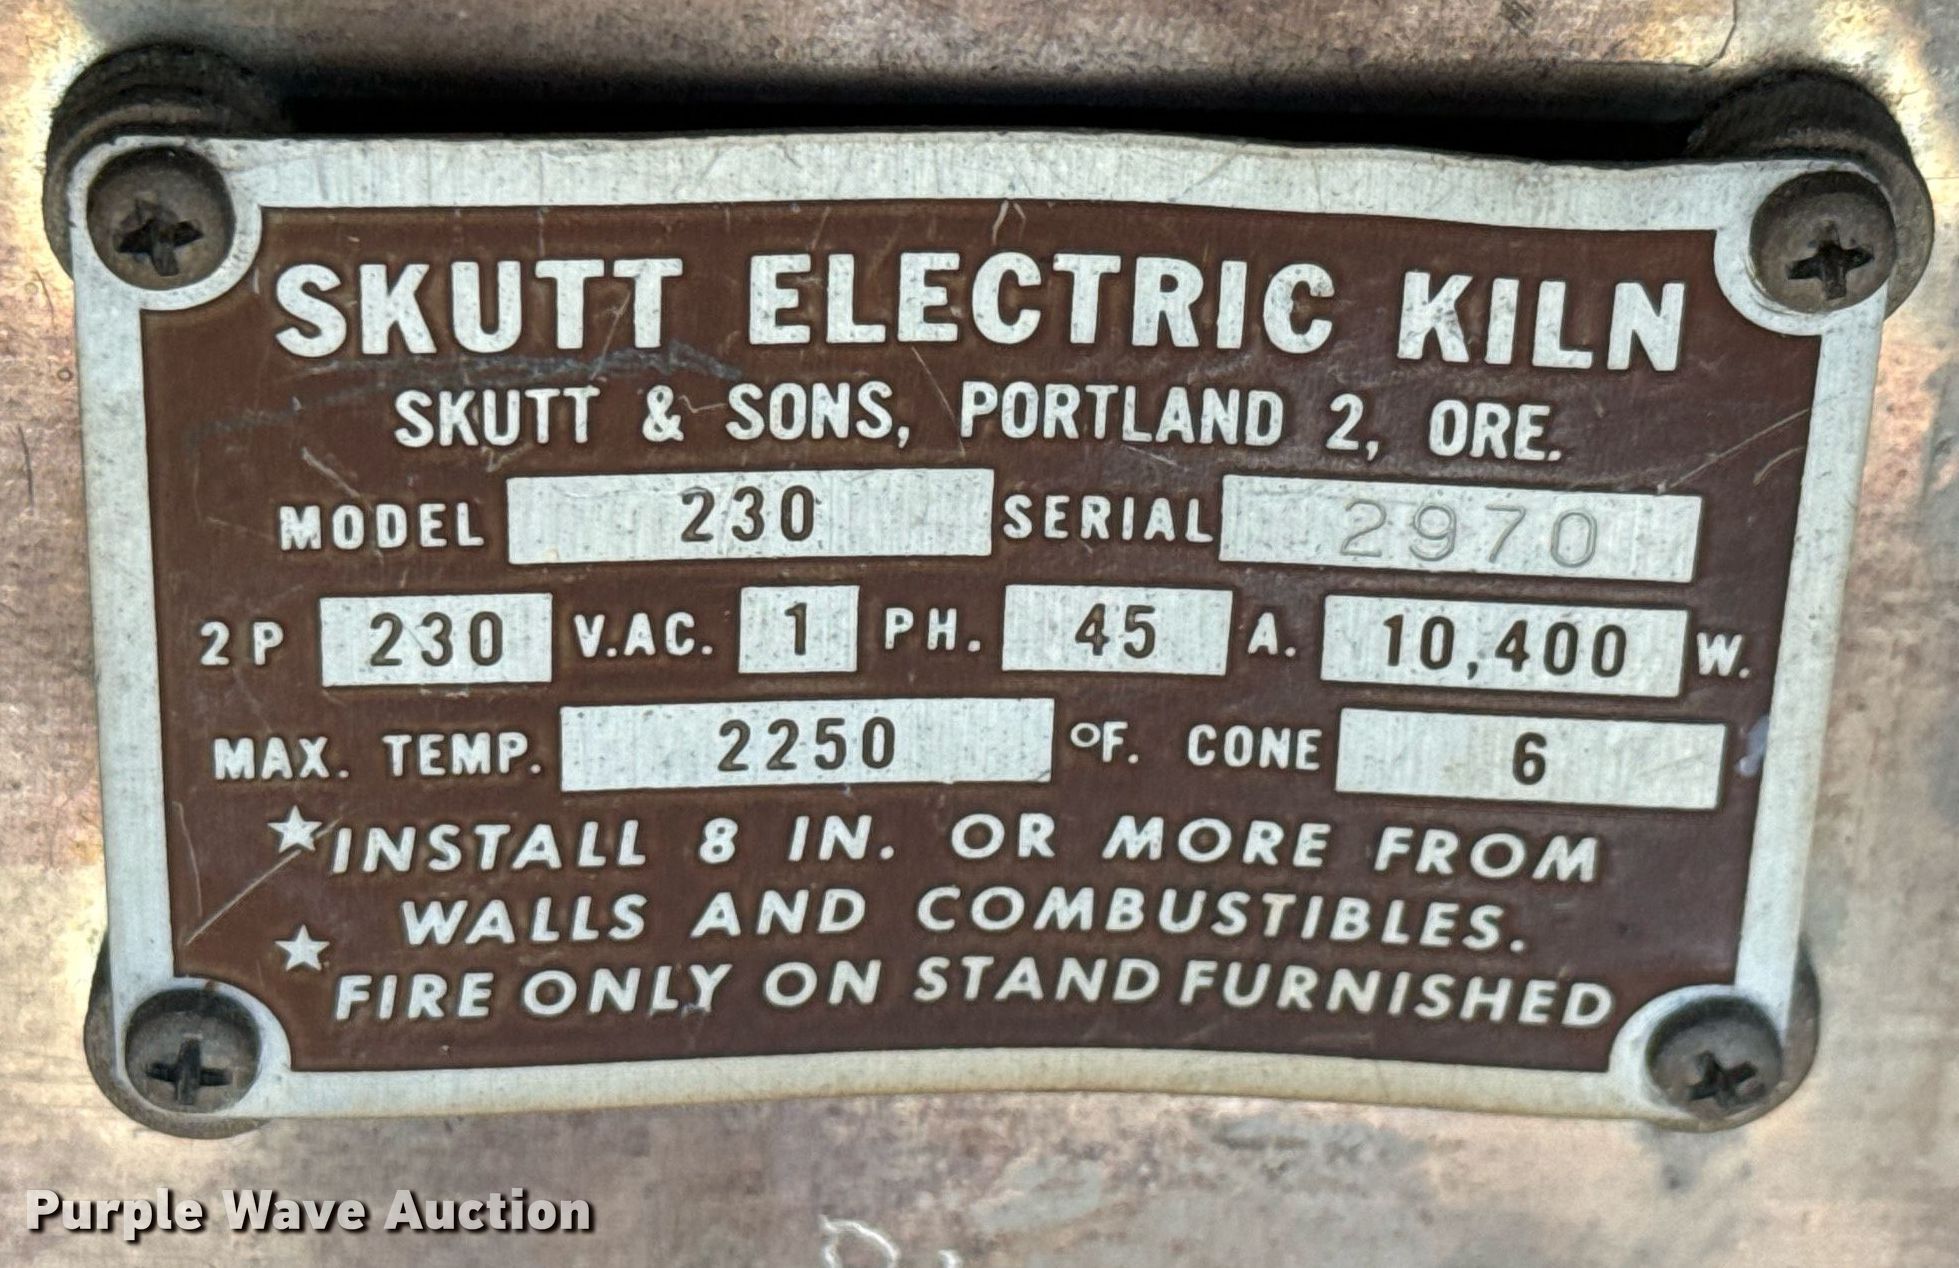 SKUTT ELECTRIC KILN
SKUTT & SONS, PORTLAND 2, ORE.
MODEL 230 SERIAL 2970
2P 230 V.AC. 1 PH. 45 A. 10,400 W.
MAX. TEMP. 2250 °F. CONE 6
★INSTALL 8 IN. OR MORE FROM
WALLS AND COMBUSTIBLES.
★FIRE ONLY ON STAND FURNISHED
Purple Wave Auction